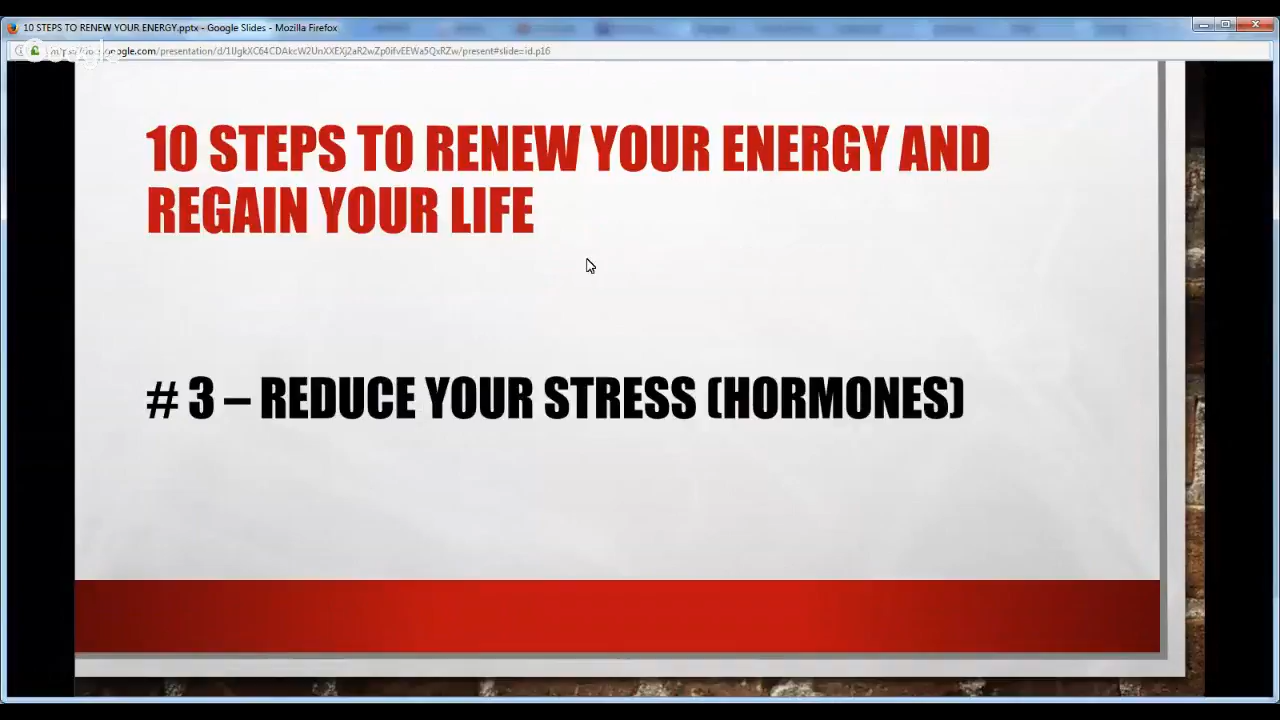 10 STEPS TO RENEW YOUR ENERGY.pptx - Google Slides - Mozilla Firefox
Google
10 STEPS TO RENEW YOUR ENERGY AND
REGAIN YOUR LIFE
# 3 – REDUCE YOUR STRESS (HORMONES)